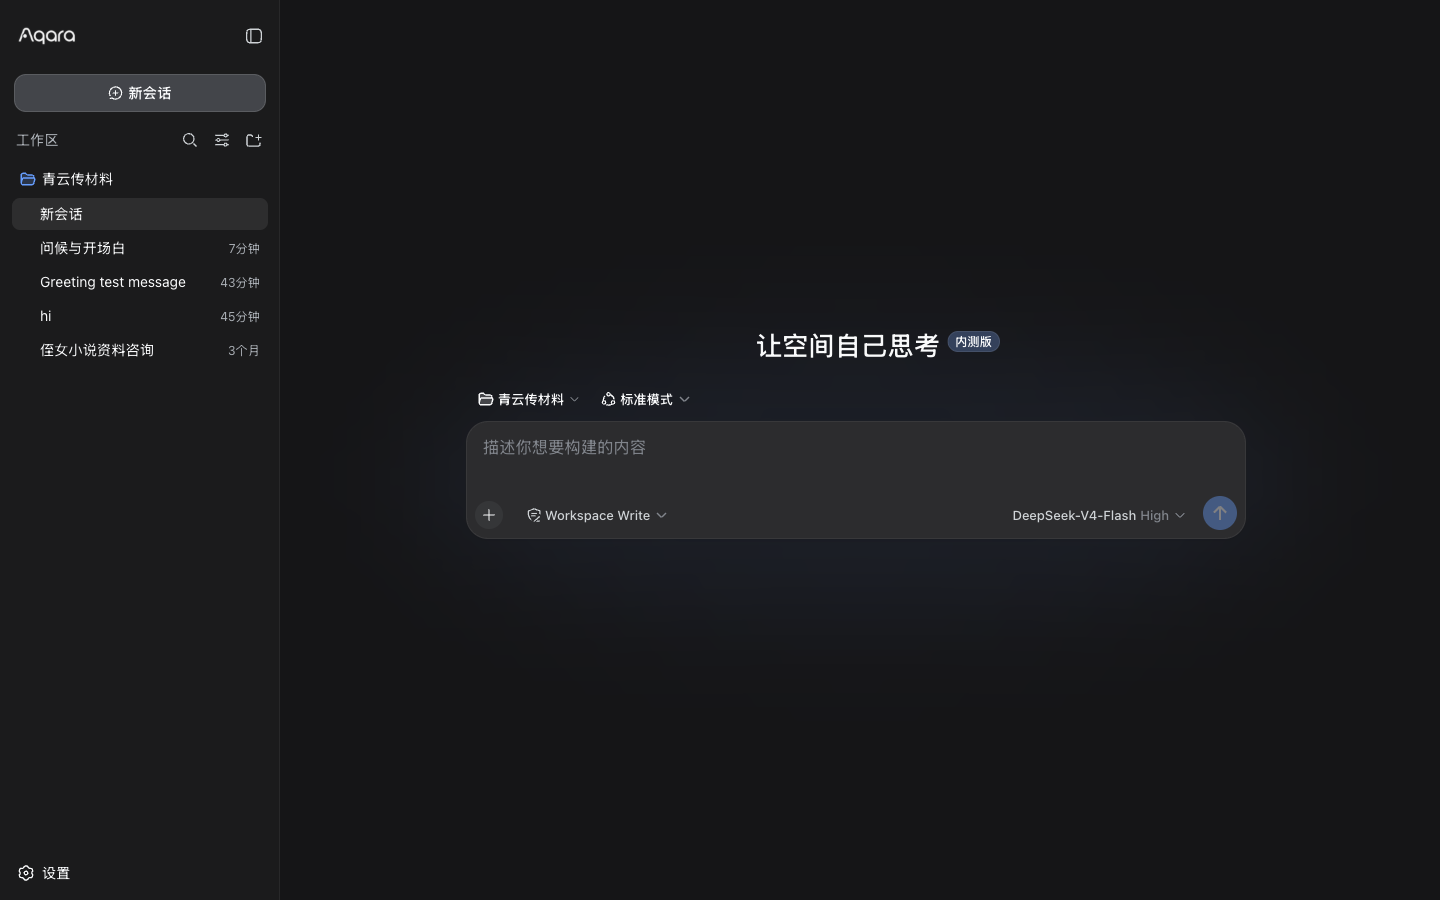 Aqara
新会话
工作区
青云传材料
新会话
问候与开场白 7分钟
Greeting test message 43分钟
hi 45分钟
侄女小说资料咨询 3个月
设置
让空间自己思考 内测版
青云传材料 标准模式
描述你想要构建的内容
Workspace Write DeepSeek-V4-Flash High